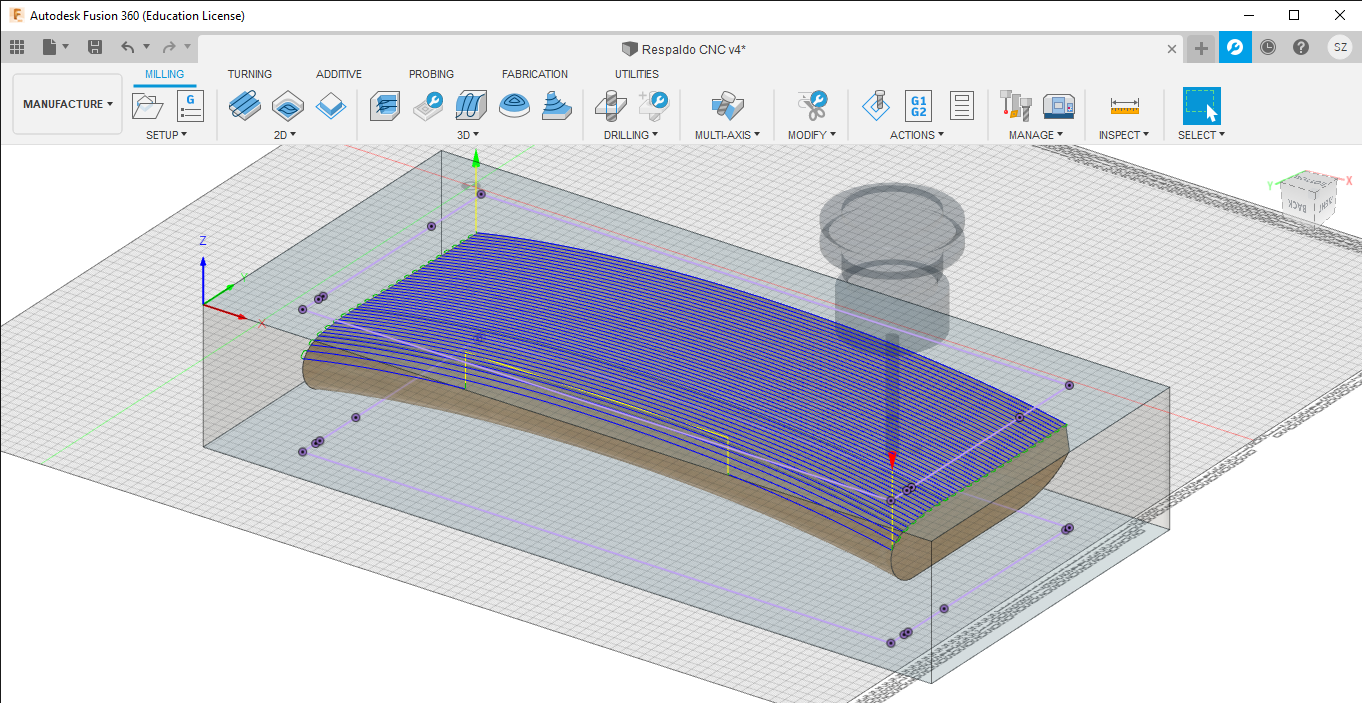 Autodesk Fusion 360 (Education License)
Respaldo CNC v4*
SZ
MILLING TURNING ADDITIVE PROBING FABRICATION UTILITIES
MANUFACTURE
G
G1
G2
SETUP 2D 3D DRILLING MULTI-AXIS MODIFY ACTIONS MANAGE INSPECT SELECT
Z
Y
X
Y
X
BOTTOM
BACK